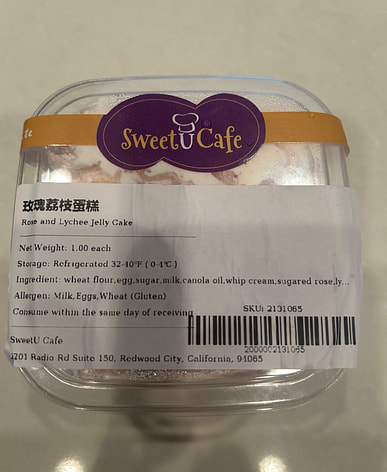 SweetU Cafe
玫瑰荔枝蛋糕
Rose and Lychee Jelly Cake
Net Weight: 1.00 each
Storage: Refrigerated 32-40℉ ( 0-4℃ )
Ingredient: wheat flour,egg,sugar,milk,canola oil,whip cream,sugared rose,ly...
Allergen: Milk, Eqqs, Wheat (Gluten)
Consume within the same day of receiving
SKU: 2131065
2000002131065
SweetU Cafe
3201 Radio Rd Suite 150, Redwood City, California, 94065